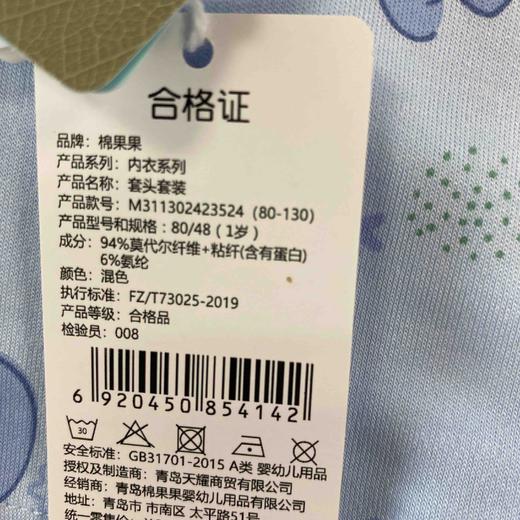 合格证
品牌：棉果果
产品系列：内衣系列
产品名称：套头套装
产品款号：M311302423524（80-130）
产品型号和规格：80/48（1岁）
成分：94%莫代尔纤维+粘纤(含有蛋白)
6%氨纶
颜色：混色
执行标准：FZ/T73025-2019
产品等级：合格品
检验员：008
6 920450 854142
30
安全标准：GB31701-2015 A类 婴幼儿用品
授权及制造商：青岛天耀商贸有限公司
经销商：青岛棉果果婴幼儿用品有限公司
地址：青岛市 市南区 太平路51号
统一零售价：